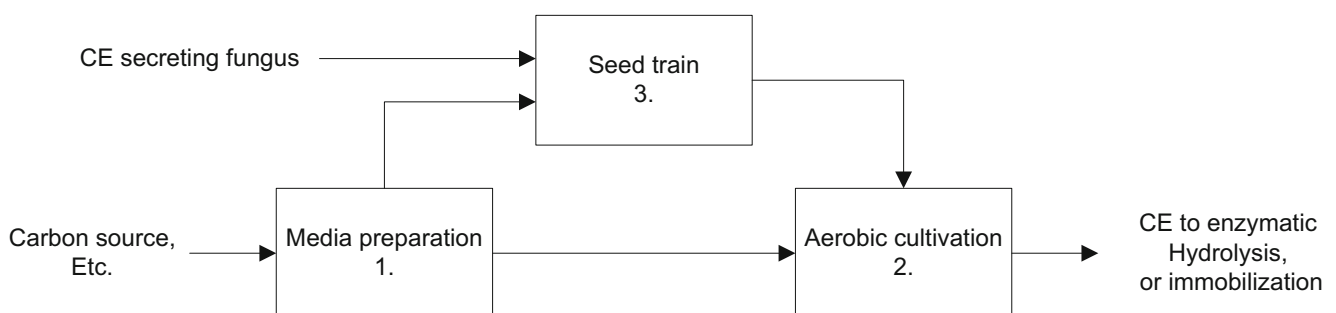 CE secreting fungus
Seed train
3.
Carbon source,
Etc.
Media preparation
1.
Aerobic cultivation
2.
CE to enzymatic
Hydrolysis,
or immobilization